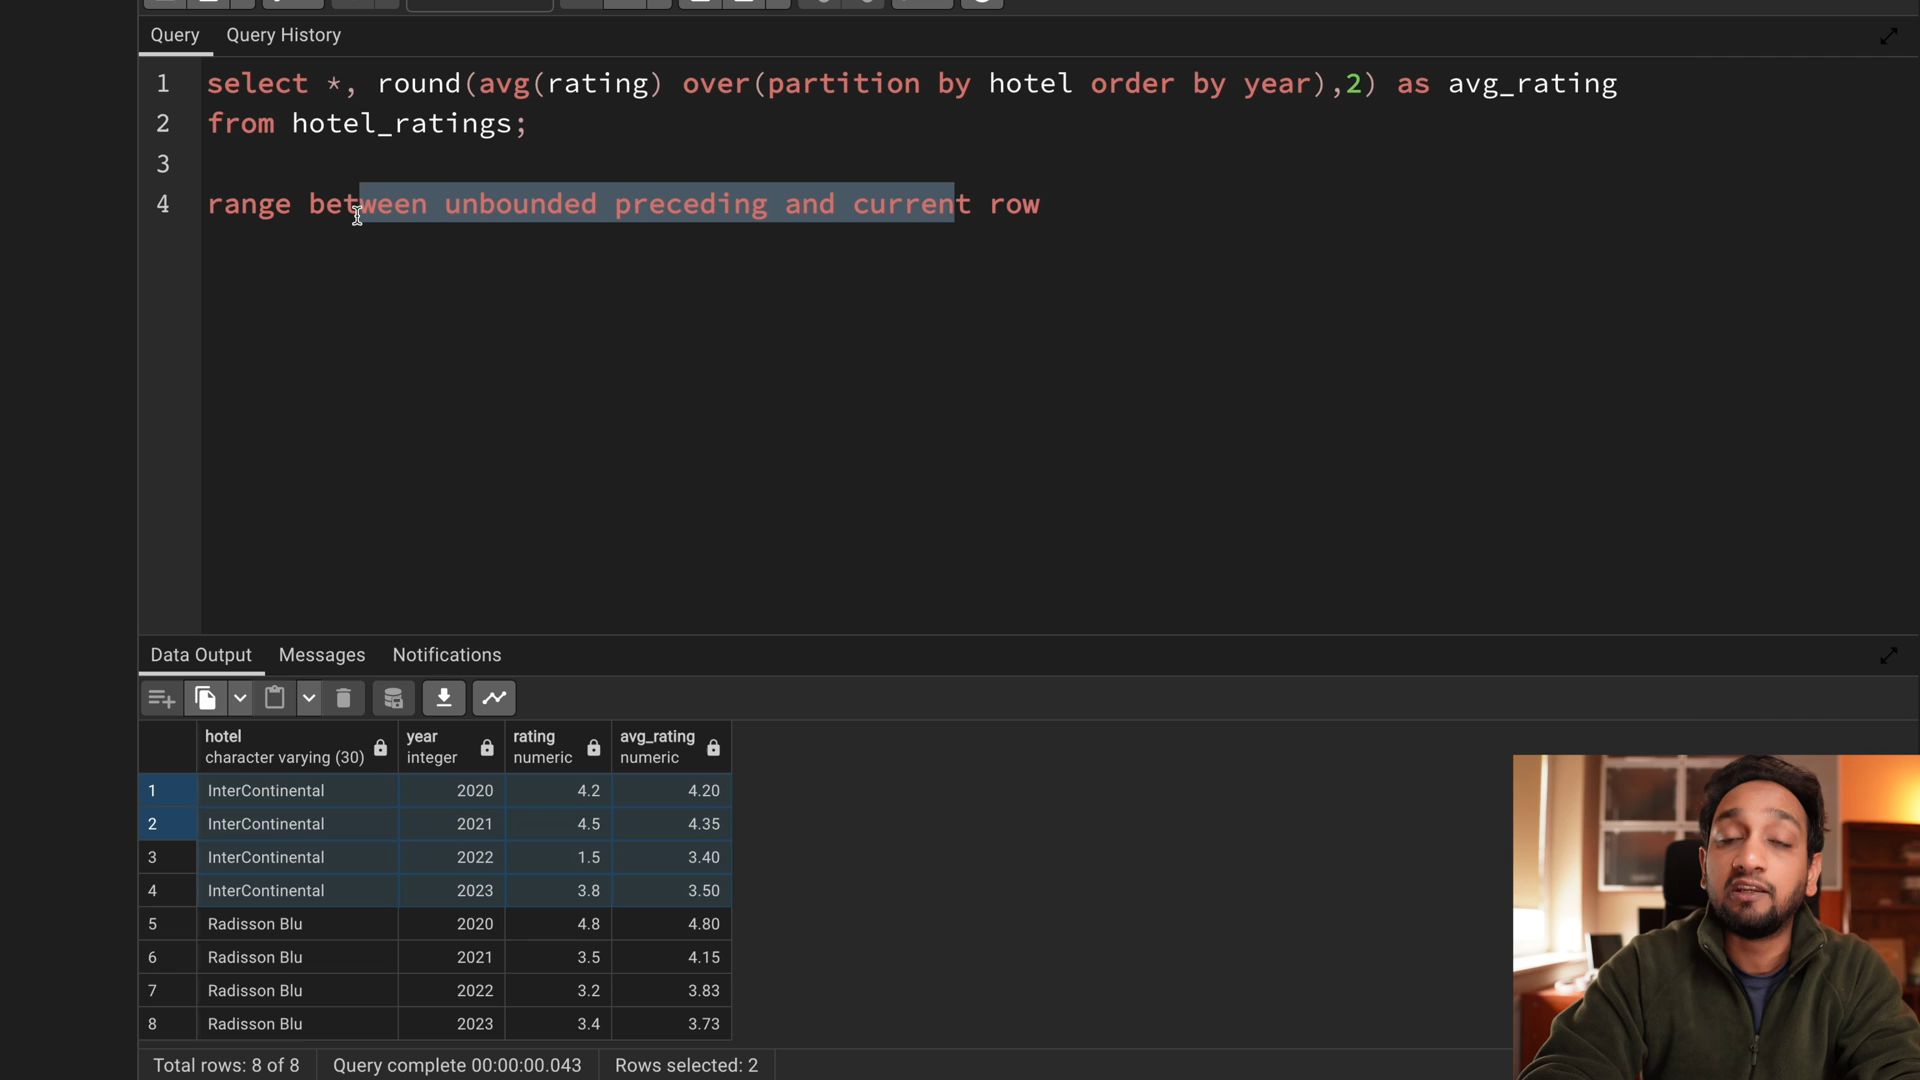 Query Query History
1 select *, round(avg(rating) over(partition by hotel order by year),2) as avg_rating
2 from hotel_ratings;
3
4 range between unbounded preceding and current row
Data Output Messages Notifications
hotel year rating avg_rating
character varying (30) integer numeric numeric
1 InterContinental 2020 4.2 4.20
2 InterContinental 2021 4.5 4.35
3 InterContinental 2022 1.5 3.40
4 InterContinental 2023 3.8 3.50
5 Radisson Blu 2020 4.8 4.80
6 Radisson Blu 2021 3.5 4.15
7 Radisson Blu 2022 3.2 3.83
8 Radisson Blu 2023 3.4 3.73
Total rows: 8 of 8 Query complete 00:00:00.043 Rows selected: 2